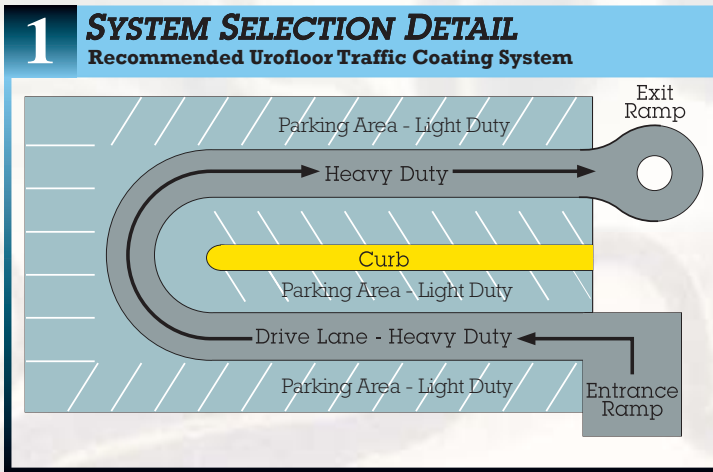 1
SYSTEM SELECTION DETAIL
Recommended Urofloor Traffic Coating System
Exit
Ramp
Parking Area - Light Duty
Heavy Duty
Curb
Parking Area - Light Duty
Drive Lane - Heavy Duty
Parking Area - Light Duty
Entrance
Ramp